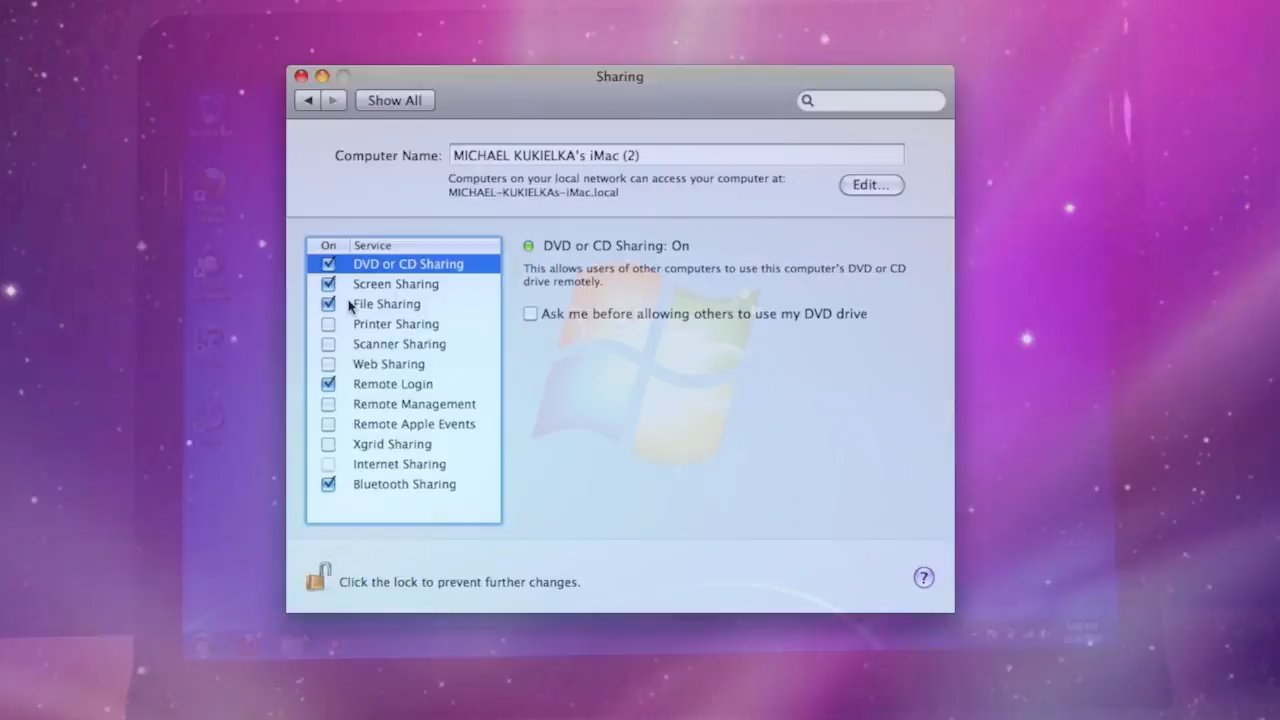 Sharing
Show All
Computer Name: MICHAEL KUKIELKA's iMac (2)
Computers on your local network can access your computer at:
MICHAEL-KUKIELKAs-iMac.local
Edit...
On Service
DVD or CD Sharing
Screen Sharing
File Sharing
Printer Sharing
Scanner Sharing
Web Sharing
Remote Login
Remote Management
Remote Apple Events
Xgrid Sharing
Internet Sharing
Bluetooth Sharing
DVD or CD Sharing: On
This allows users of other computers to use this computer's DVD or CD
drive remotely.
Ask me before allowing others to use my DVD drive
Click the lock to prevent further changes.
?